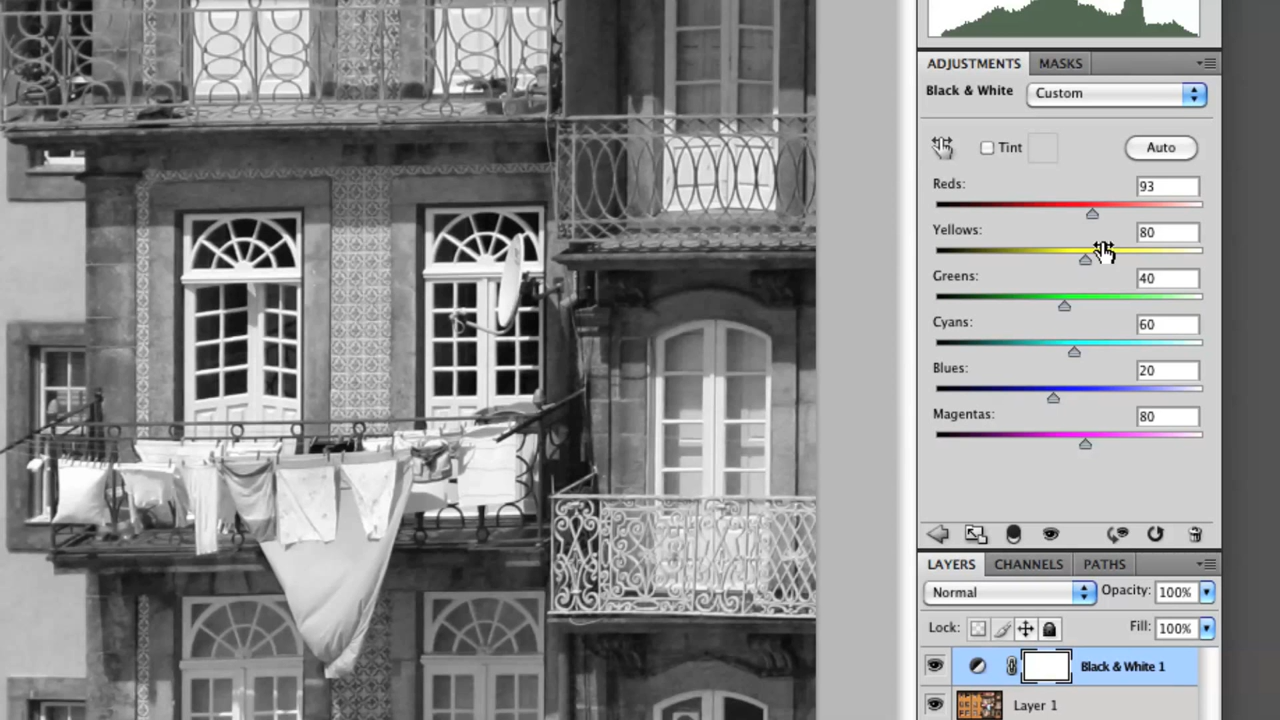 ADJUSTMENTS MASKS
Black & White Custom
Tint Auto
Reds: 93
Yellows: 80
Greens: 40
Cyans: 60
Blues: 20
Magentas: 80
LAYERS CHANNELS PATHS
Normal Opacity: 100%
Lock: Fill: 100%
Black & White 1
Layer 1